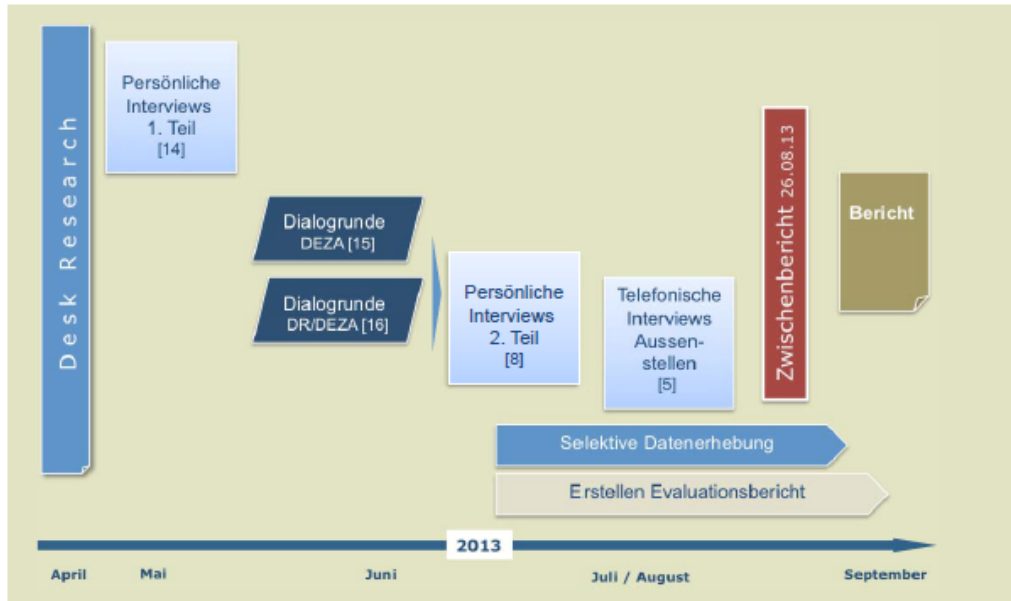 Desk Research
Persönliche
Interviews
1. Teil
[14]
Dialogrunde
DEZA [15]
Dialogrunde
DR/DEZA [16]
Persönliche
Interviews
2. Teil
[8]
Telefonische
Interviews
Aussen-
stellen
[5]
Zwischenbericht 26.08.13
Bericht
Selektive Datenerhebung
Erstellen Evaluationsbericht
2013
April
Mai
Juni
Juli / August
September